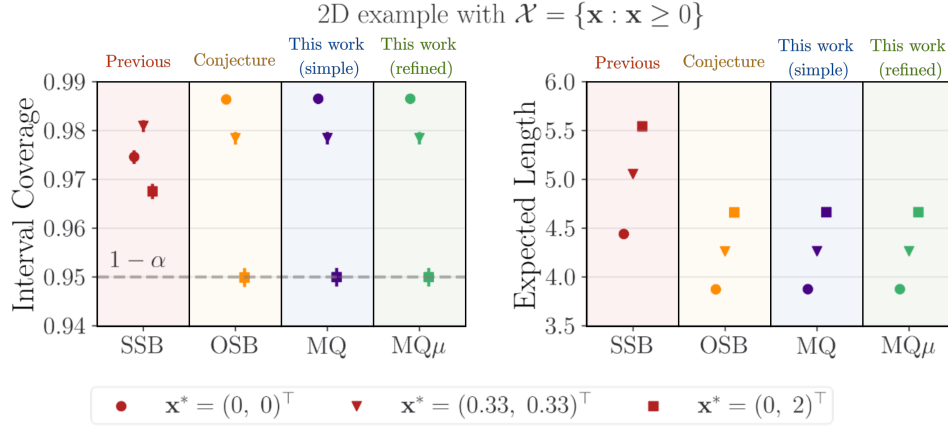 2D example with 𝒳 = {x : x ≥ 0}
Previous
Conjecture
This work
(simple)
This work
(refined)
Interval Coverage
0.99
0.98
0.97
0.96
0.95
0.94
1 − α
SSB
OSB
MQ
MQμ
Previous
Conjecture
This work
(simple)
This work
(refined)
Expected Length
6.0
5.5
5.0
4.5
4.0
3.5
SSB
OSB
MQ
MQμ
x* = (0, 0)⊤
x* = (0.33, 0.33)⊤
x* = (0, 2)⊤